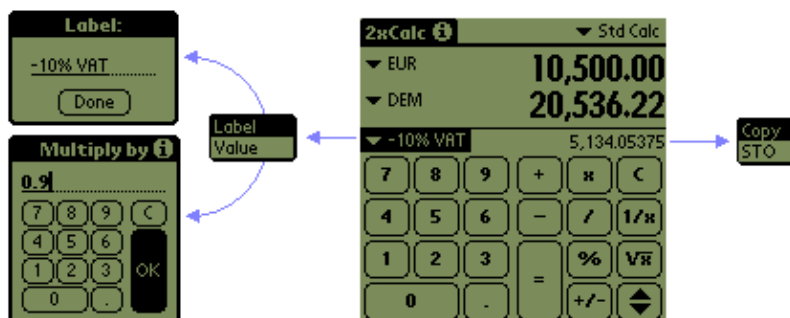 Label:
-10% VAT
Done
Multiply by i
0.9
7 8 9 C
4 5 6
1 2 3 OK
0 .
Label
Value
2xCalc i Std Calc
EUR 10,500.00
DEM 20,536.22
-10% VAT 5,134.05375
7 8 9 + x C
4 5 6 - / 1/x
1 2 3 = % √x
0 . +/-
Copy
STO